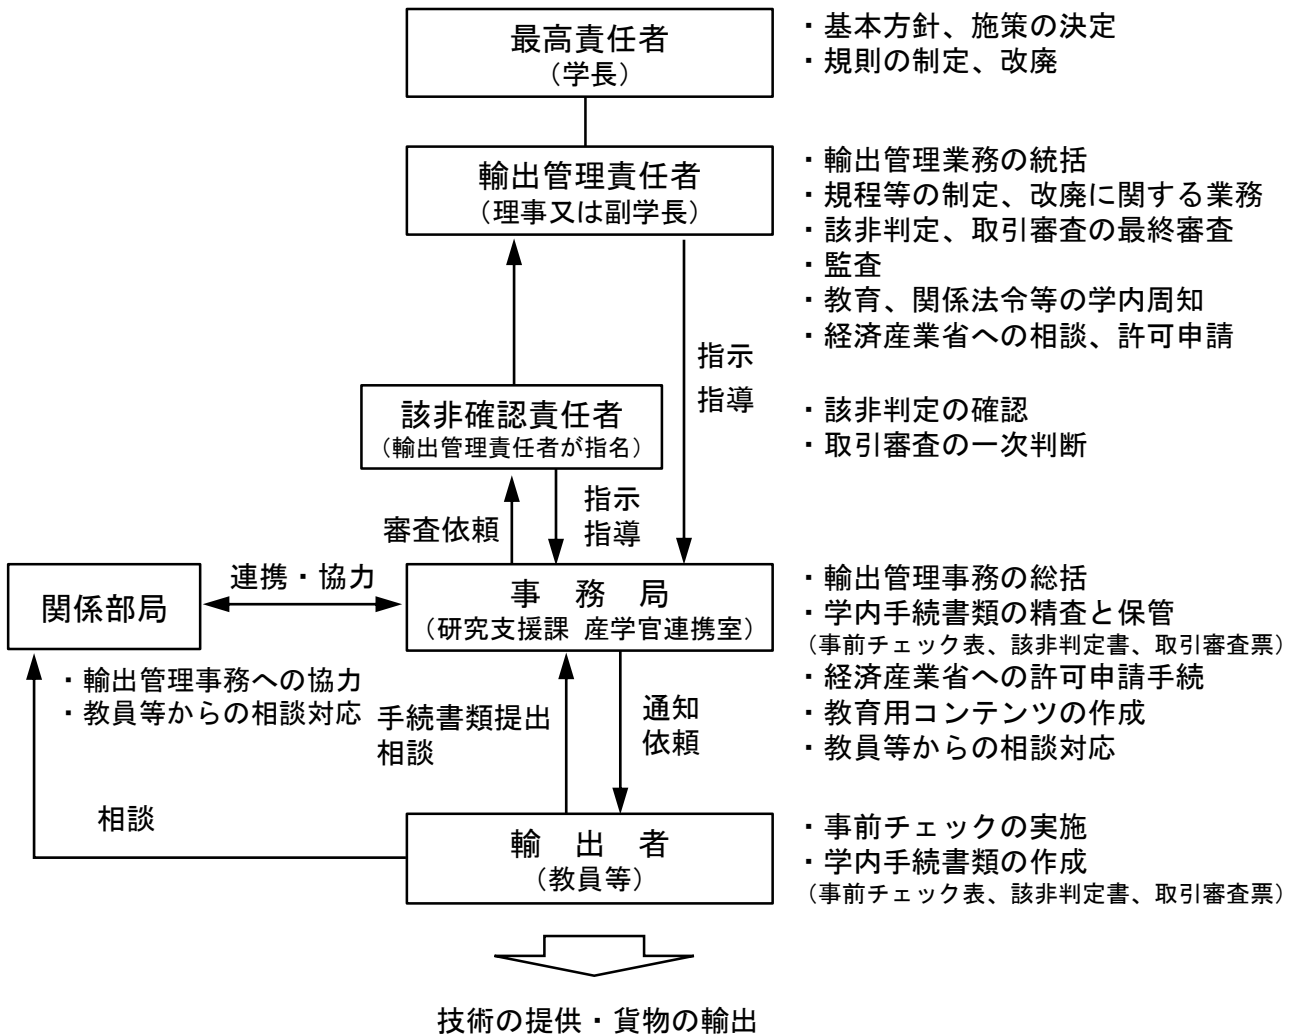 最高責任者
（学長）
・基本方針、施策の決定
・規則の制定、改廃
輸出管理責任者
（理事又は副学長）
・輸出管理業務の統括
・規程等の制定、改廃に関する業務
・該非判定、取引審査の最終審査
・監査
・教育、関係法令等の学内周知
・経済産業省への相談、許可申請
指示
指導
該非確認責任者
（輸出管理責任者が指名）
・該非判定の確認
・取引審査の一次判断
審査依頼
指示
指導
関係部局
連携・協力
事　務　局
（研究支援課 産学官連携室）
・輸出管理事務の総括
・学内手続書類の精査と保管
（事前チェック表、該非判定書、取引審査票）
・経済産業省への許可申請手続
・教育用コンテンツの作成
・教員等からの相談対応
・輸出管理事務への協力
・教員等からの相談対応
手続書類提出
相談
通知
依頼
相談
輸　出　者
（教員等）
・事前チェックの実施
・学内手続書類の作成
（事前チェック表、該非判定書、取引審査票）
技術の提供・貨物の輸出